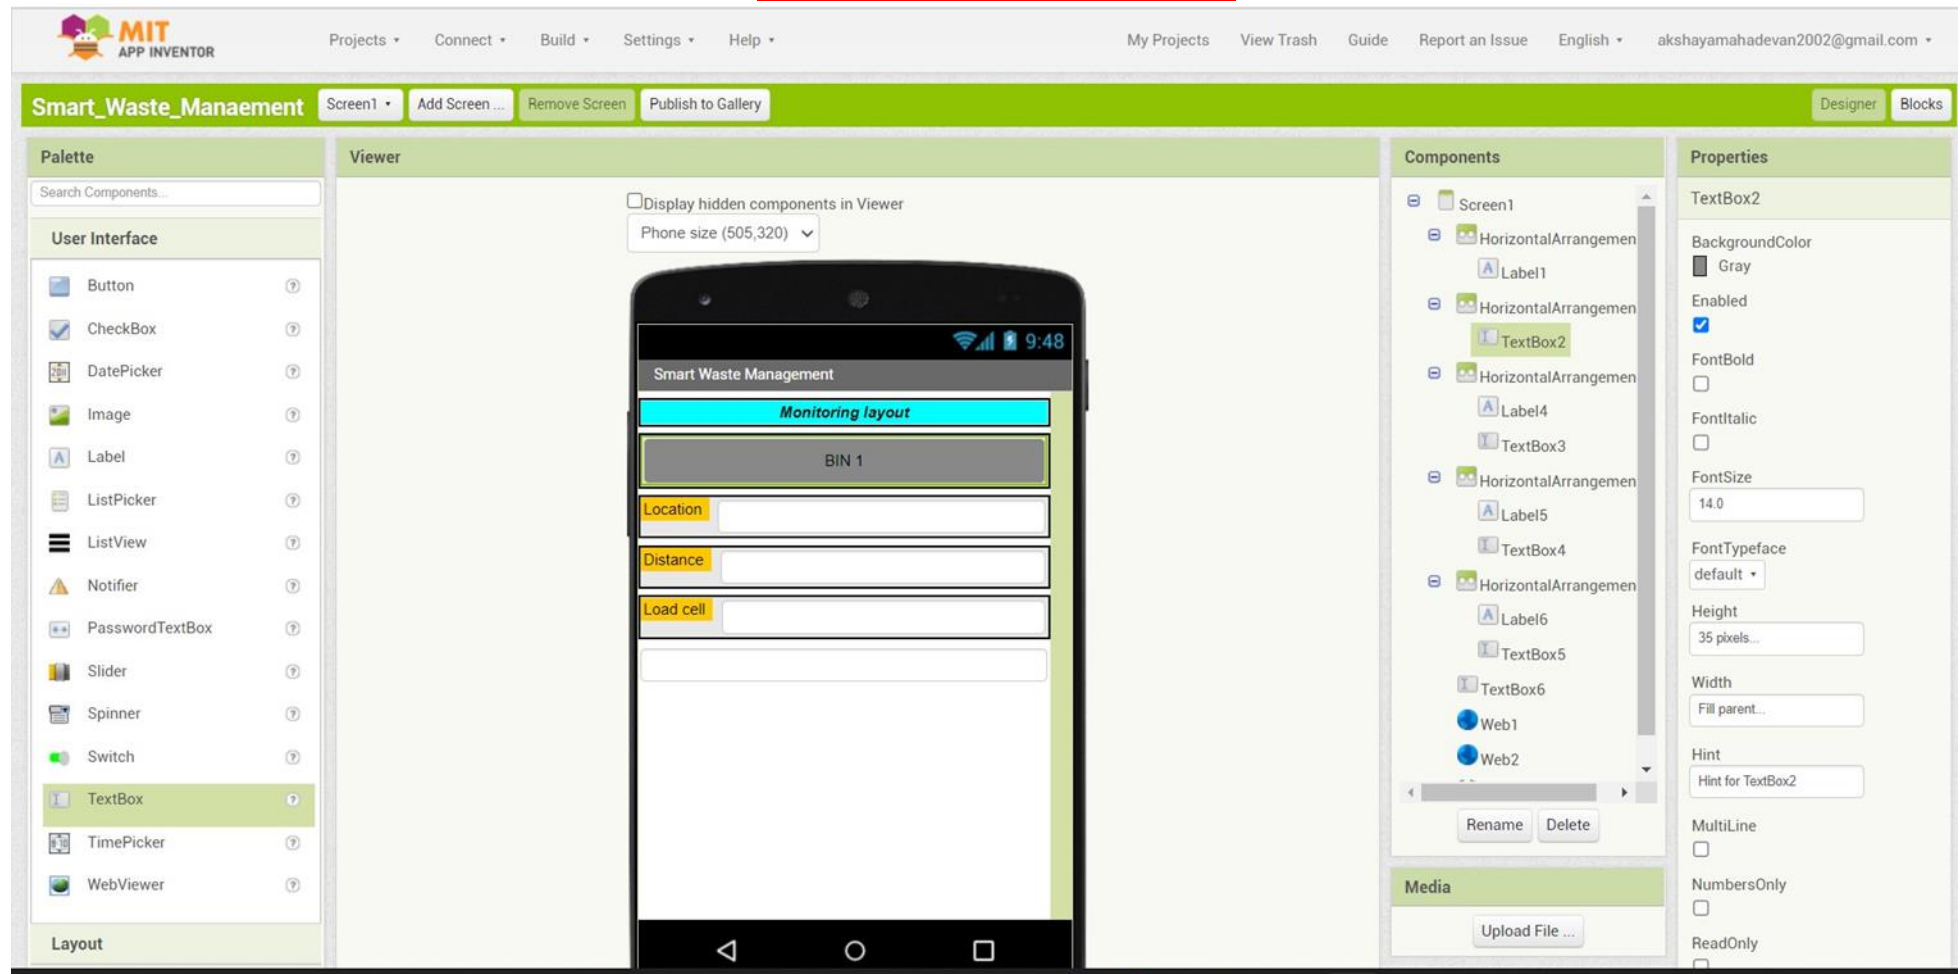 MIT
APP INVENTOR
Projects Connect Build Settings Help My Projects View Trash Guide Report an Issue English akshayamahadevan2002@gmail.com
Smart_Waste_Manaement Screen1 Add Screen ... Remove Screen Publish to Gallery Designer Blocks
Palette
Search Components...
User Interface
Button
CheckBox
DatePicker
Image
Label
ListPicker
ListView
Notifier
PasswordTextBox
Slider
Spinner
Switch
TextBox
TimePicker
WebViewer
Layout
Viewer
Display hidden components in Viewer
Phone size (505,320)
9:48
Smart Waste Management
Monitoring layout
BIN 1
Location
Distance
Load cell
Components
Screen1
HorizontalArrangemen
Label1
HorizontalArrangemen
TextBox2
HorizontalArrangemen
Label4
TextBox3
HorizontalArrangemen
Label5
TextBox4
HorizontalArrangemen
Label6
TextBox5
TextBox6
Web1
Web2
Rename Delete
Media
Upload File ...
Properties
TextBox2
BackgroundColor
Gray
Enabled
FontBold
FontItalic
FontSize
14.0
FontTypeface
default
Height
35 pixels...
Width
Fill parent...
Hint
Hint for TextBox2
MultiLine
NumbersOnly
ReadOnly